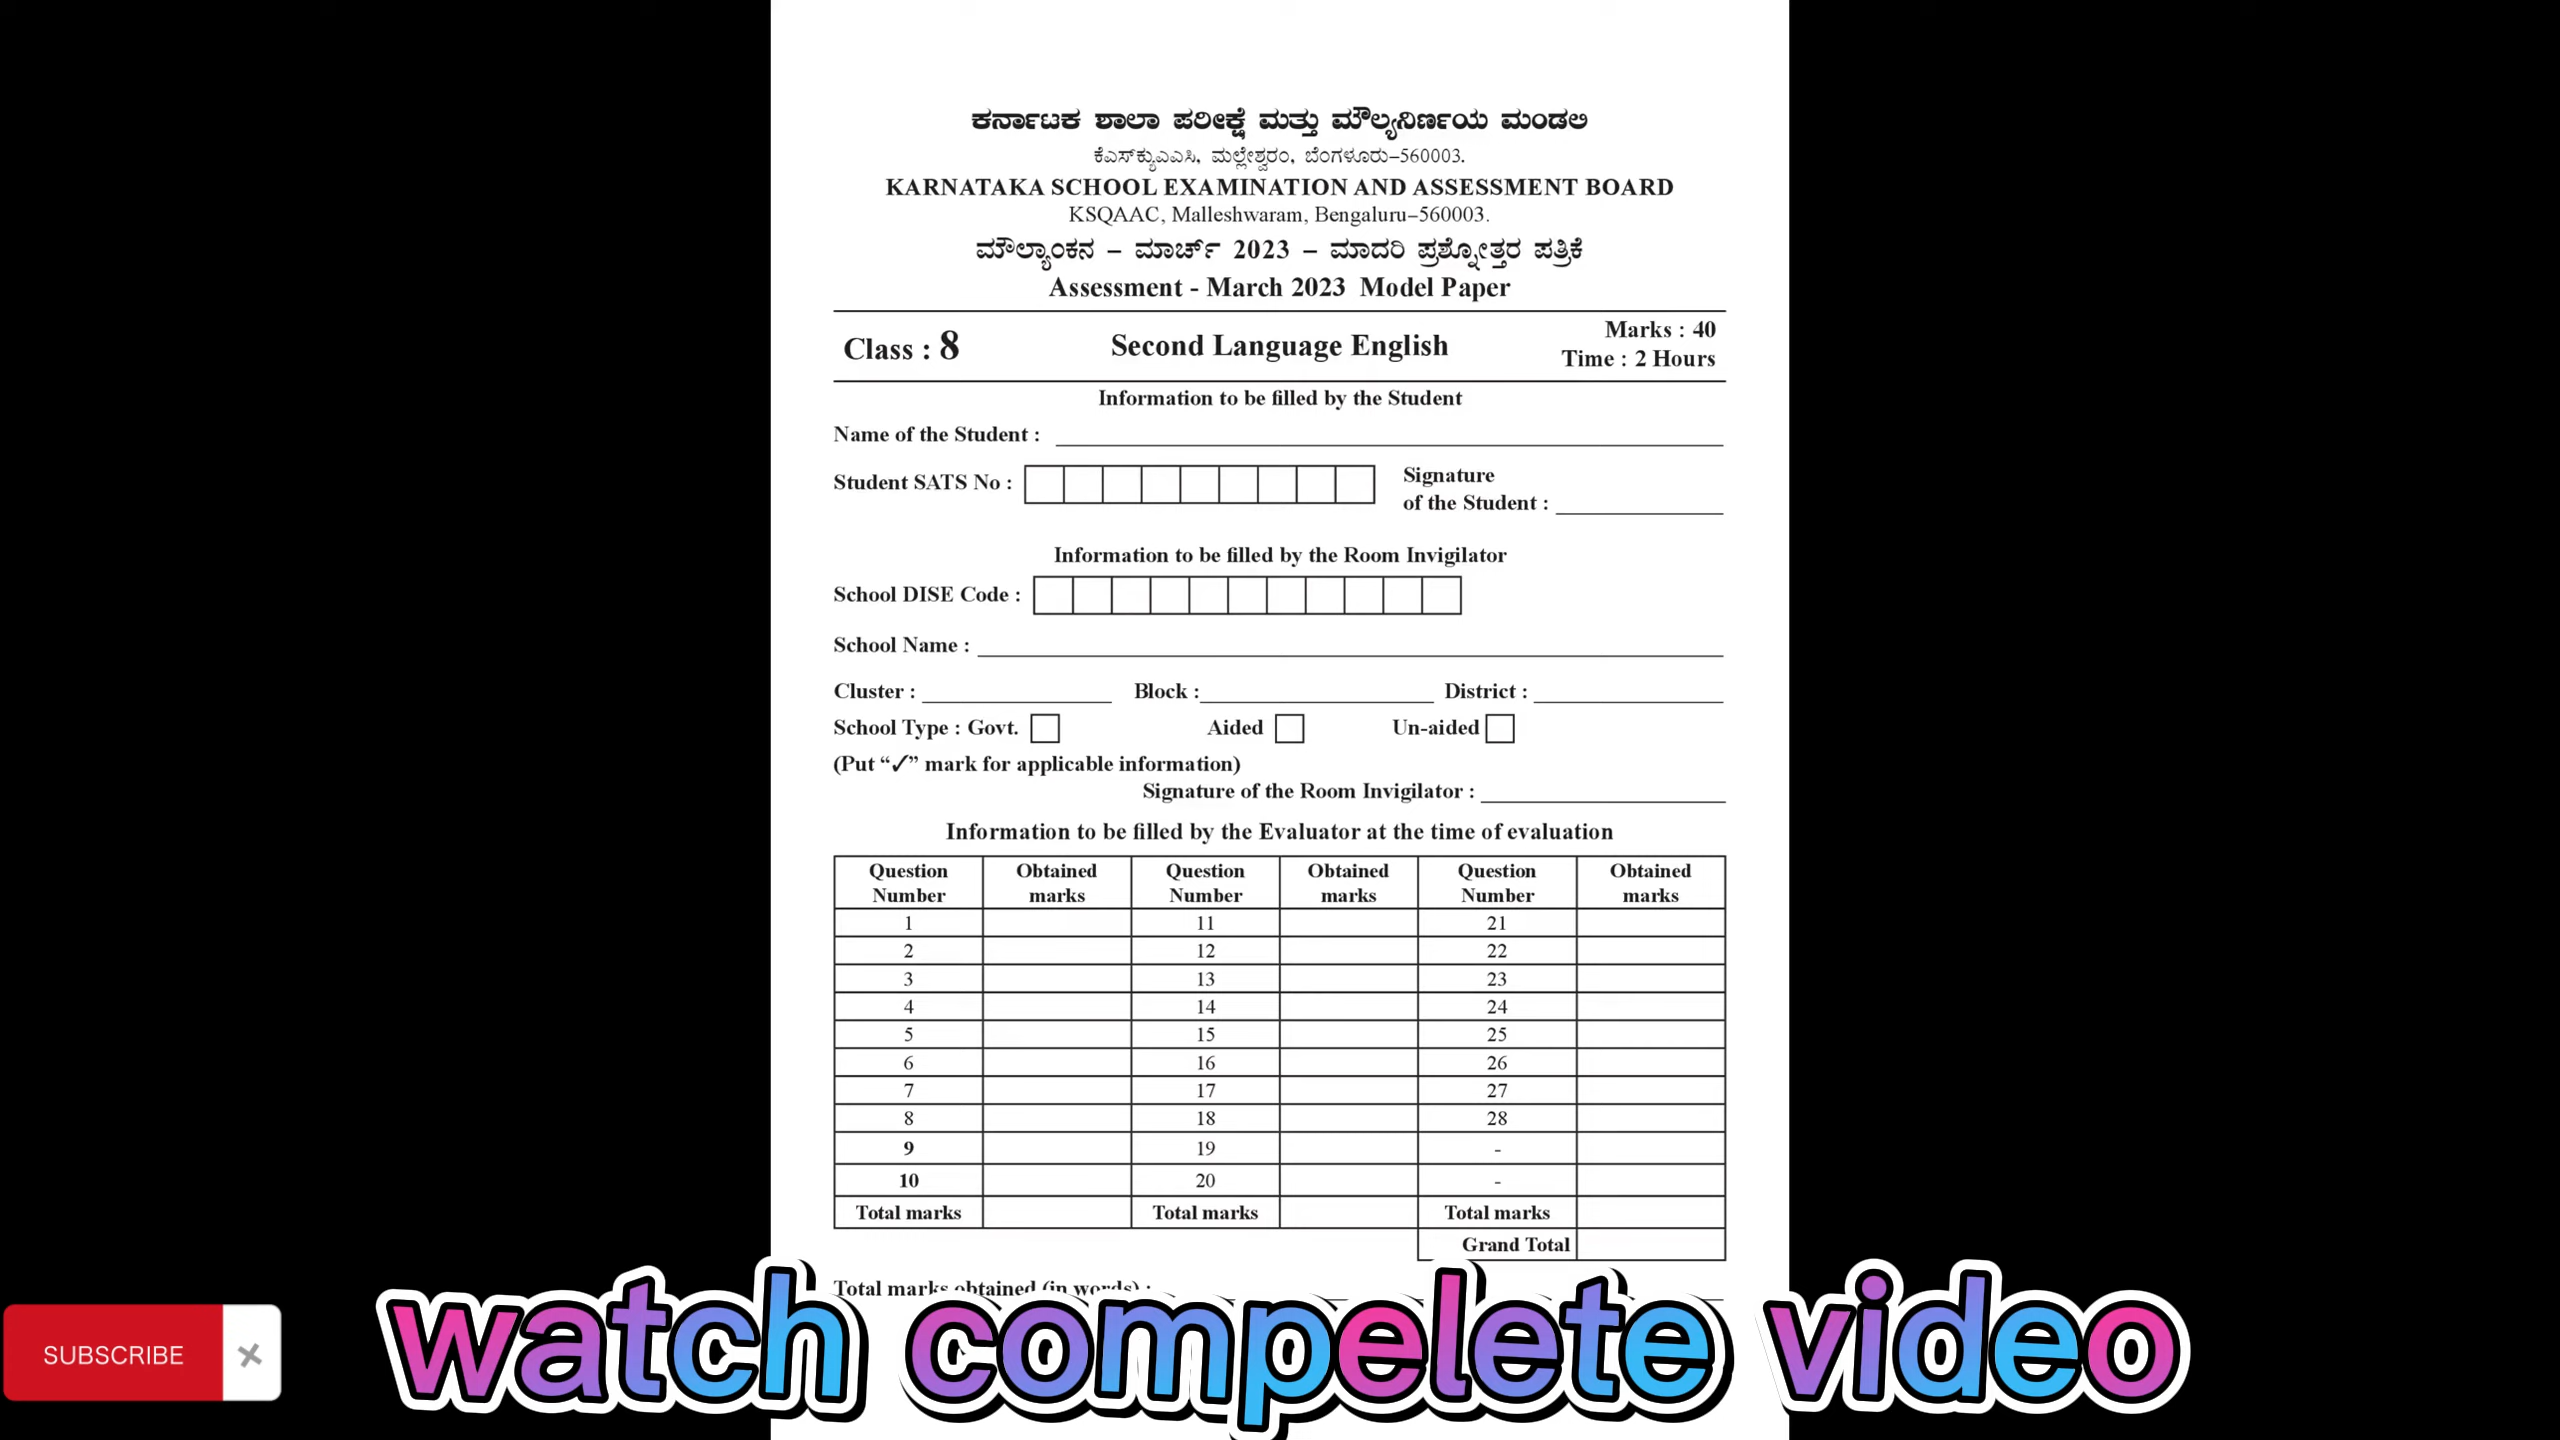 ಕರ್ನಾಟಕ ಶಾಲಾ ಪರೀಕ್ಷೆ ಮತ್ತು ಮೌಲ್ಯನಿರ್ಣಯ ಮಂಡಲಿ
ಕೆಎಸ್‌ಕ್ಯುಎಎಸಿ, ಮಲ್ಲೇಶ್ವರಂ, ಬೆಂಗಳೂರು–560003.
KARNATAKA SCHOOL EXAMINATION AND ASSESSMENT BOARD
KSQAAC, Malleshwaram, Bengaluru–560003.
ಮೌಲ್ಯಾಂಕನ – ಮಾರ್ಚ್ 2023 – ಮಾದರಿ ಪ್ರಶ್ನೋತ್ತರ ಪತ್ರಿಕೆ
Assessment - March 2023 Model Paper
Class : 8 Second Language English Marks : 40
Time : 2 Hours
Information to be filled by the Student
Name of the Student :
Student SATS No : Signature
of the Student :
Information to be filled by the Room Invigilator
School DISE Code :
School Name :
Cluster : Block : District :
School Type : Govt. Aided Un-aided
(Put “✓” mark for applicable information)
Signature of the Room Invigilator :
Information to be filled by the Evaluator at the time of evaluation
Question Number Obtained marks Question Number Obtained marks Question Number Obtained marks
1 11 21
2 12 22
3 13 23
4 14 24
5 15 25
6 16 26
7 17 27
8 18 28
9 19 -
10 20 -
Total marks Total marks Total marks
Grand Total
Total marks obtained (in words) :
SUBSCRIBE
watch compelete video